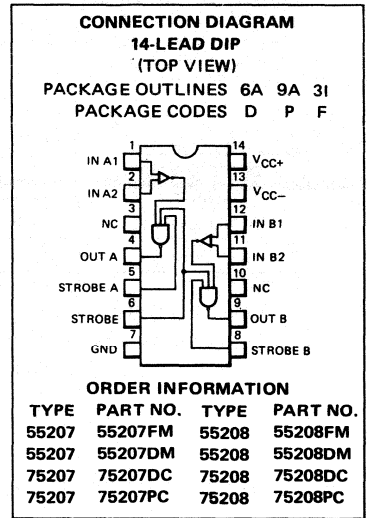 CONNECTION DIAGRAM
14-LEAD DIP
(TOP VIEW)
PACKAGE OUTLINES 6A 9A 3I
PACKAGE CODES D P F
1 14
IN A1 VCC+
2 13
IN A2 VCC−
3 12
NC IN B1
4 11
OUT A IN B2
5 10
STROBE A NC
6 9
STROBE OUT B
7 8
GND STROBE B
ORDER INFORMATION
TYPE PART NO. TYPE PART NO.
55207 55207FM 55208 55208FM
55207 55207DM 55208 55208DM
75207 75207DC 75208 75208DC
75207 75207PC 75208 75208PC